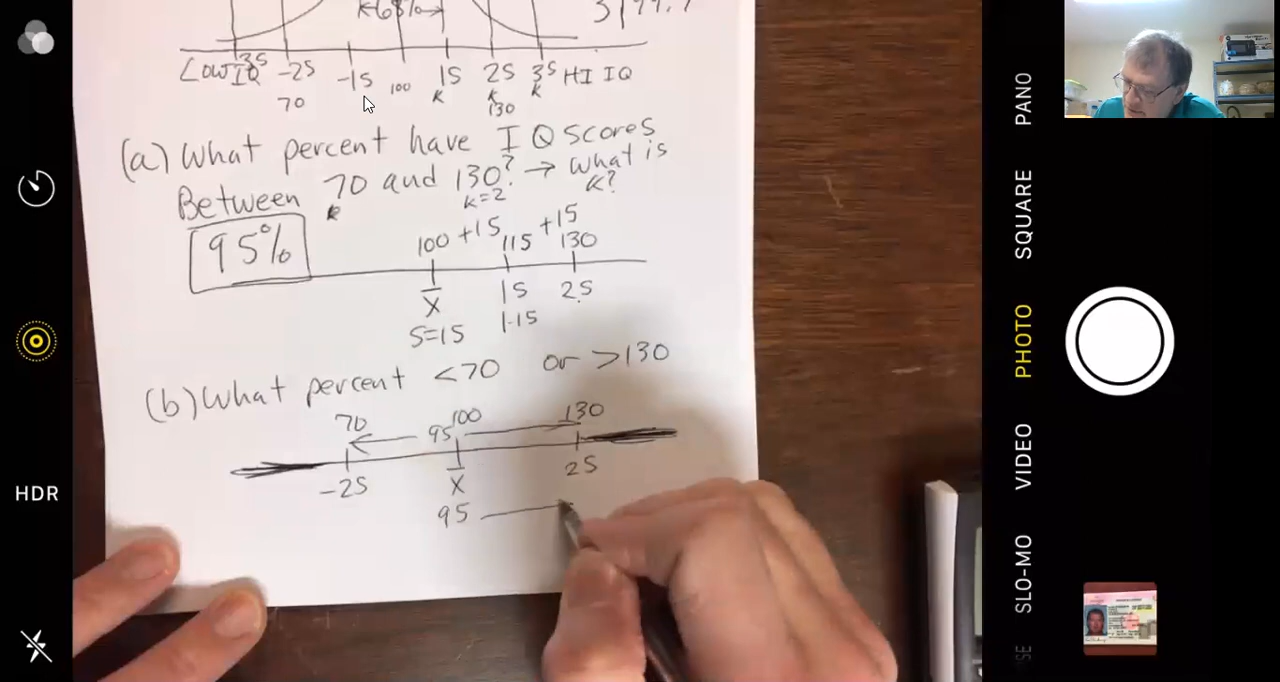 68%
3 | 99.7
LOW IQ -3S -2S -1S 100 1S 2S 3S HI IQ
70 K K 130 K
(a) What percent have IQ scores
Between 70 and 130? → what is K?
K K=2
95%
100 +15 115 +15 130
X 1S 2S
S=15 1·15
(b) What percent <70 or >130
70 95 100 130
-2S X 2S
95
HDR
PANO
SQUARE
PHOTO
VIDEO
SLO-MO
SE